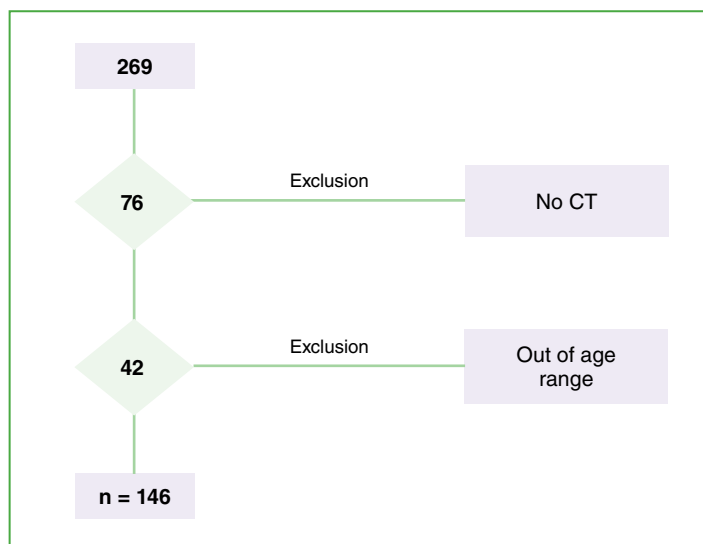 269
76
Exclusion
No CT
42
Exclusion
Out of age
range
n = 146